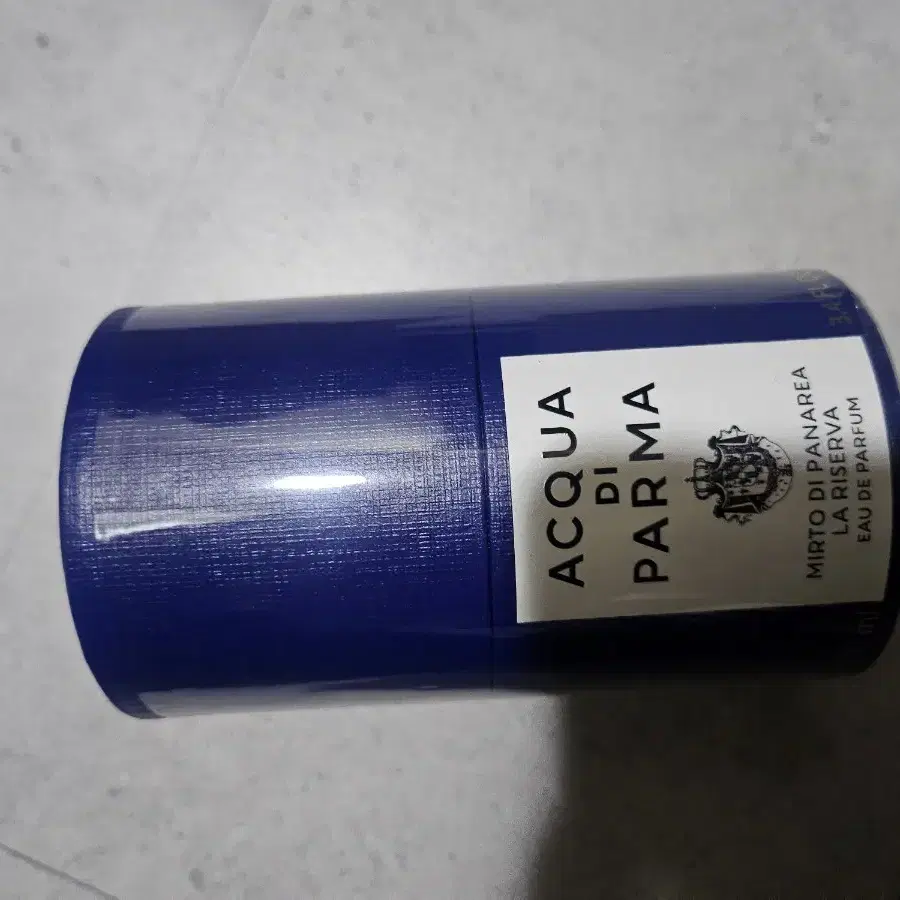 ACQUA
DI
PARMA
MIRTO DI PANAREA
LA RISERVA
EAU DE PARFUM